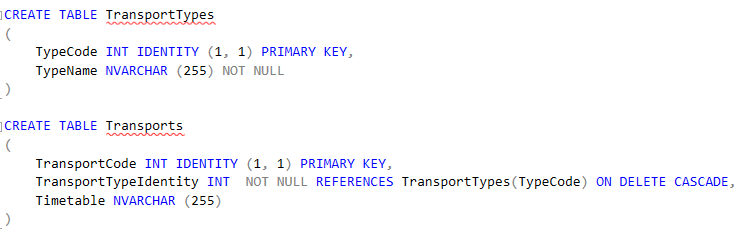 CREATE TABLE TransportTypes
(
TypeCode INT IDENTITY (1, 1) PRIMARY KEY,
TypeName NVARCHAR (255) NOT NULL
)
CREATE TABLE Transports
(
TransportCode INT IDENTITY (1, 1) PRIMARY KEY,
TransportTypeIdentity INT  NOT NULL REFERENCES TransportTypes(TypeCode) ON DELETE CASCADE,
Timetable NVARCHAR (255)
)